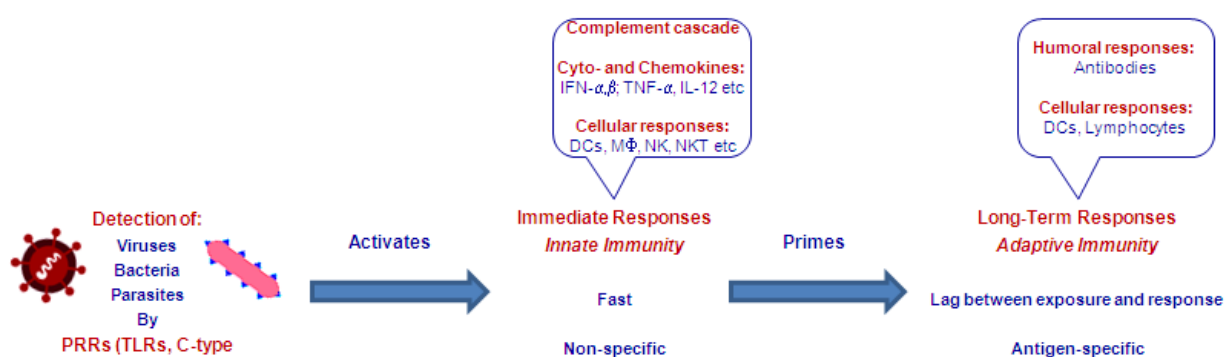 Complement cascade
Cyto- and Chemokines:
IFN-α,β; TNF-α, IL-12 etc
Cellular responses:
DCs, MΦ, NK, NKT etc
Humoral responses:
Antibodies
Cellular responses:
DCs, Lymphocytes
Detection of:
Viruses
Bacteria
Parasites
By
PRRs (TLRs, C-type
Activates
Immediate Responses
Innate Immunity
Fast
Non-specific
Primes
Long-Term Responses
Adaptive Immunity
Lag between exposure and response
Antigen-specific